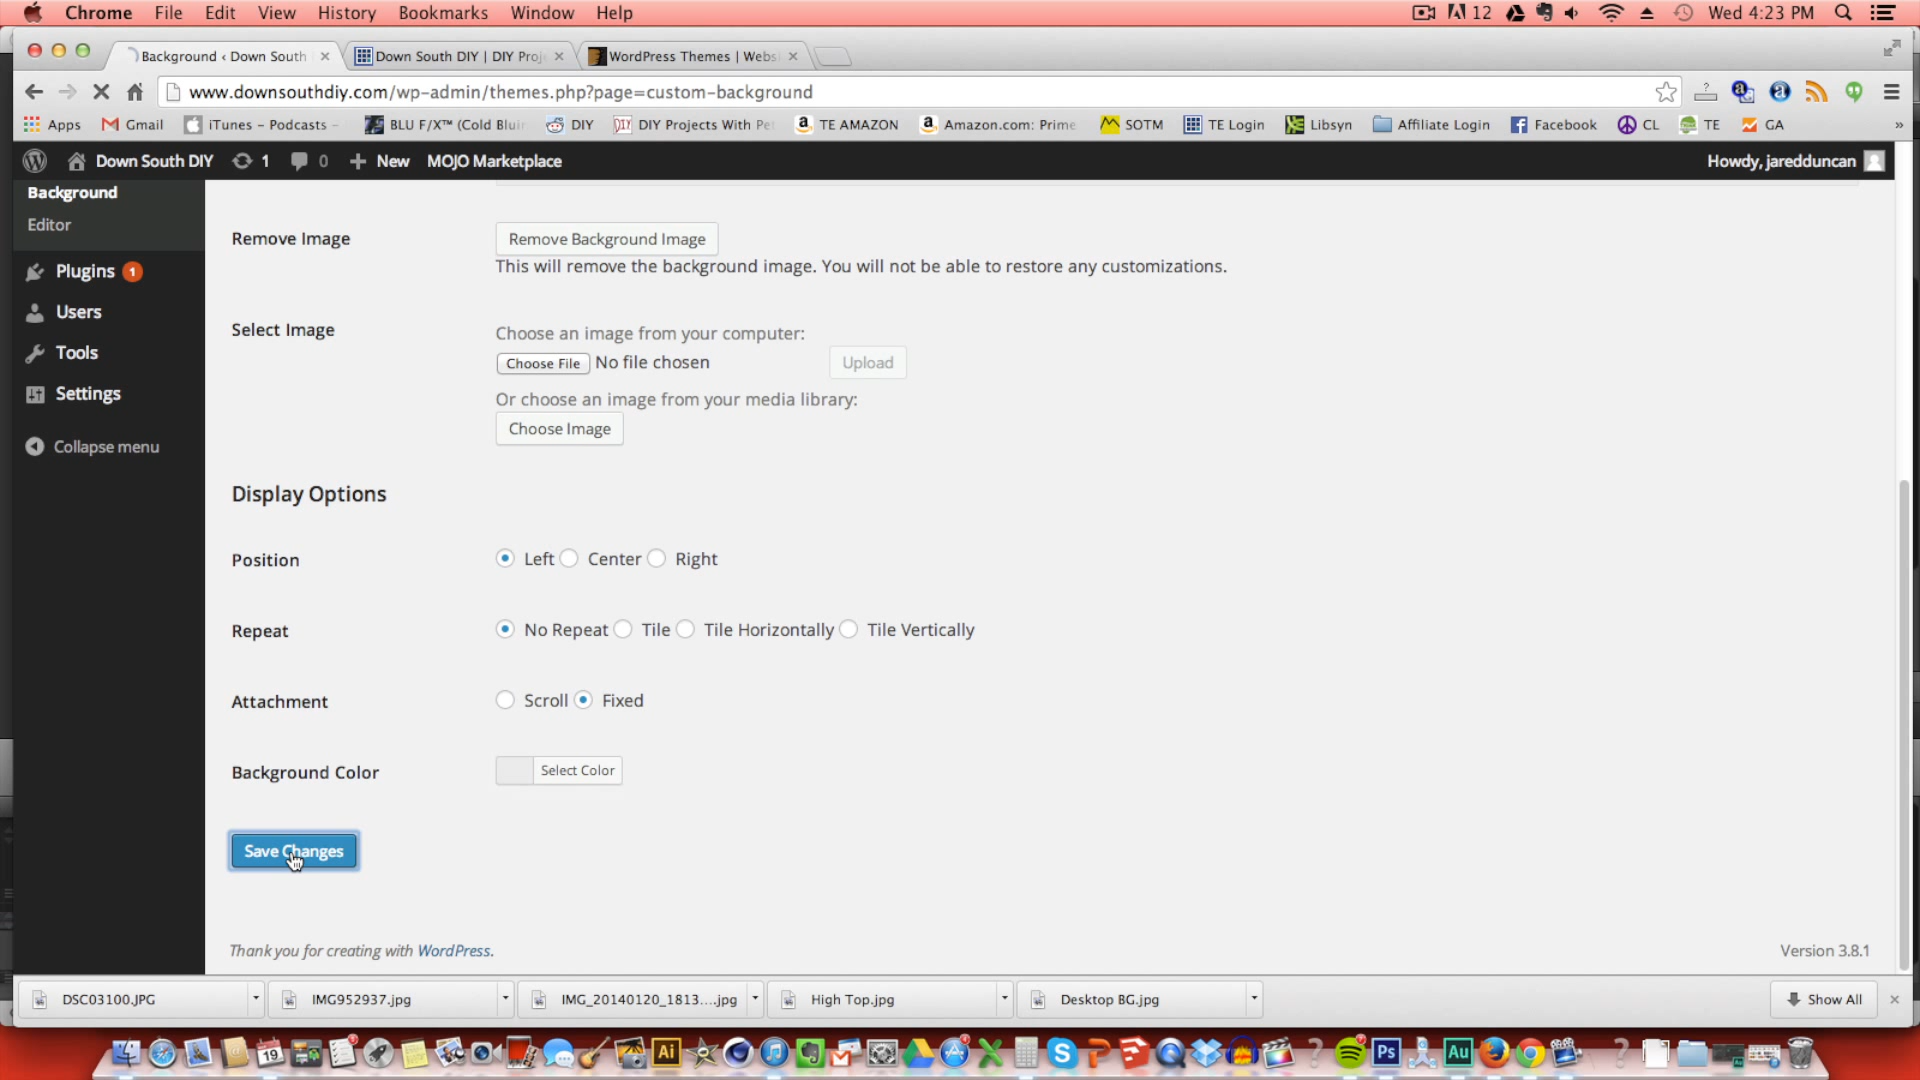 Chrome File Edit View History Bookmarks Window Help
12 Wed 4:23 PM
Background ‹ Down South
Down South DIY | DIY Proj
WordPress Themes | Webs
www.downsouthdiy.com/wp-admin/themes.php?page=custom-background
Apps Gmail iTunes – Podcasts – BLU F/X™ (Cold Blui DIY DIY Projects With Pet TE AMAZON Amazon.com: Prime SOTM TE Login Libsyn Affiliate Login Facebook CL TE GA »
Down South DIY 1 0 New MOJO Marketplace Howdy, jaredduncan
Background
Editor
Plugins 1
Users
Tools
Settings
Collapse menu
Remove Image Remove Background Image
This will remove the background image. You will not be able to restore any customizations.
Select Image Choose an image from your computer:
Choose File No file chosen Upload
Or choose an image from your media library:
Choose Image
Display Options
Position Left Center Right
Repeat No Repeat Tile Tile Horizontally Tile Vertically
Attachment Scroll Fixed
Background Color Select Color
Save Changes
Thank you for creating with WordPress. Version 3.8.1
DSC03100.JPG IMG952937.jpg IMG_20140120_1813....jpg High Top.jpg Desktop BG.jpg Show All
19 Ai Ps Au